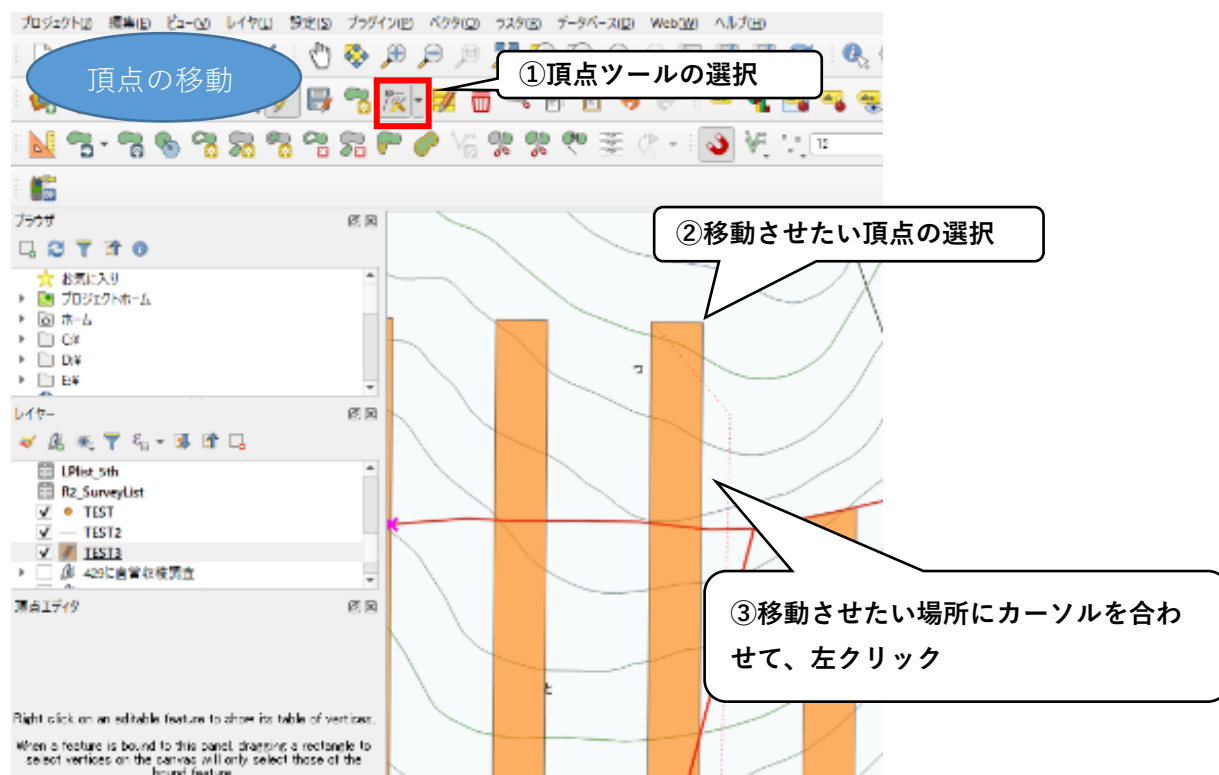 プロジェクト(J) 編集(E) ビュー(V) レイヤ(L) 設定(S) プラグイン(P) ベクタ(O) ラスタ(R) データベース(D) Web(W) ヘルプ(H)
頂点の移動
①頂点ツールの選択
12
ブラウザ
②移動させたい頂点の選択
お気に入り
プロジェクトホーム
ホーム
C:¥
D:¥
E:¥
つ
レイヤー
LPlist_5th
R2_SurveyList
TEST
TEST2
TEST3
③移動させたい場所にカーソルを合わ
せて、左クリック
頂点エディタ
と
Right click on an editable feature to show its table of vertices.
When a feature is bound to this panel, dragging a rectangle to
select vertices on the canvas will only select those of the
bound feature